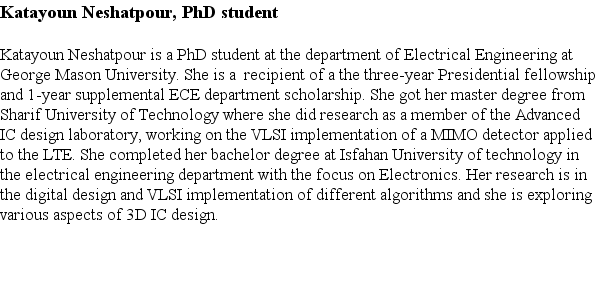 Katayoun Neshatpour, PhD student
Katayoun Neshatpour is a PhD student at the department of Electrical Engineering at
George Mason University. She is a  recipient of a the three-year Presidential fellowship
and 1-year supplemental ECE department scholarship. She got her master degree from
Sharif University of Technology where she did research as a member of the Advanced
IC design laboratory, working on the VLSI implementation of a MIMO detector applied
to the LTE. She completed her bachelor degree at Isfahan University of technology in
the electrical engineering department with the focus on Electronics. Her research is in
the digital design and VLSI implementation of different algorithms and she is exploring
various aspects of 3D IC design.